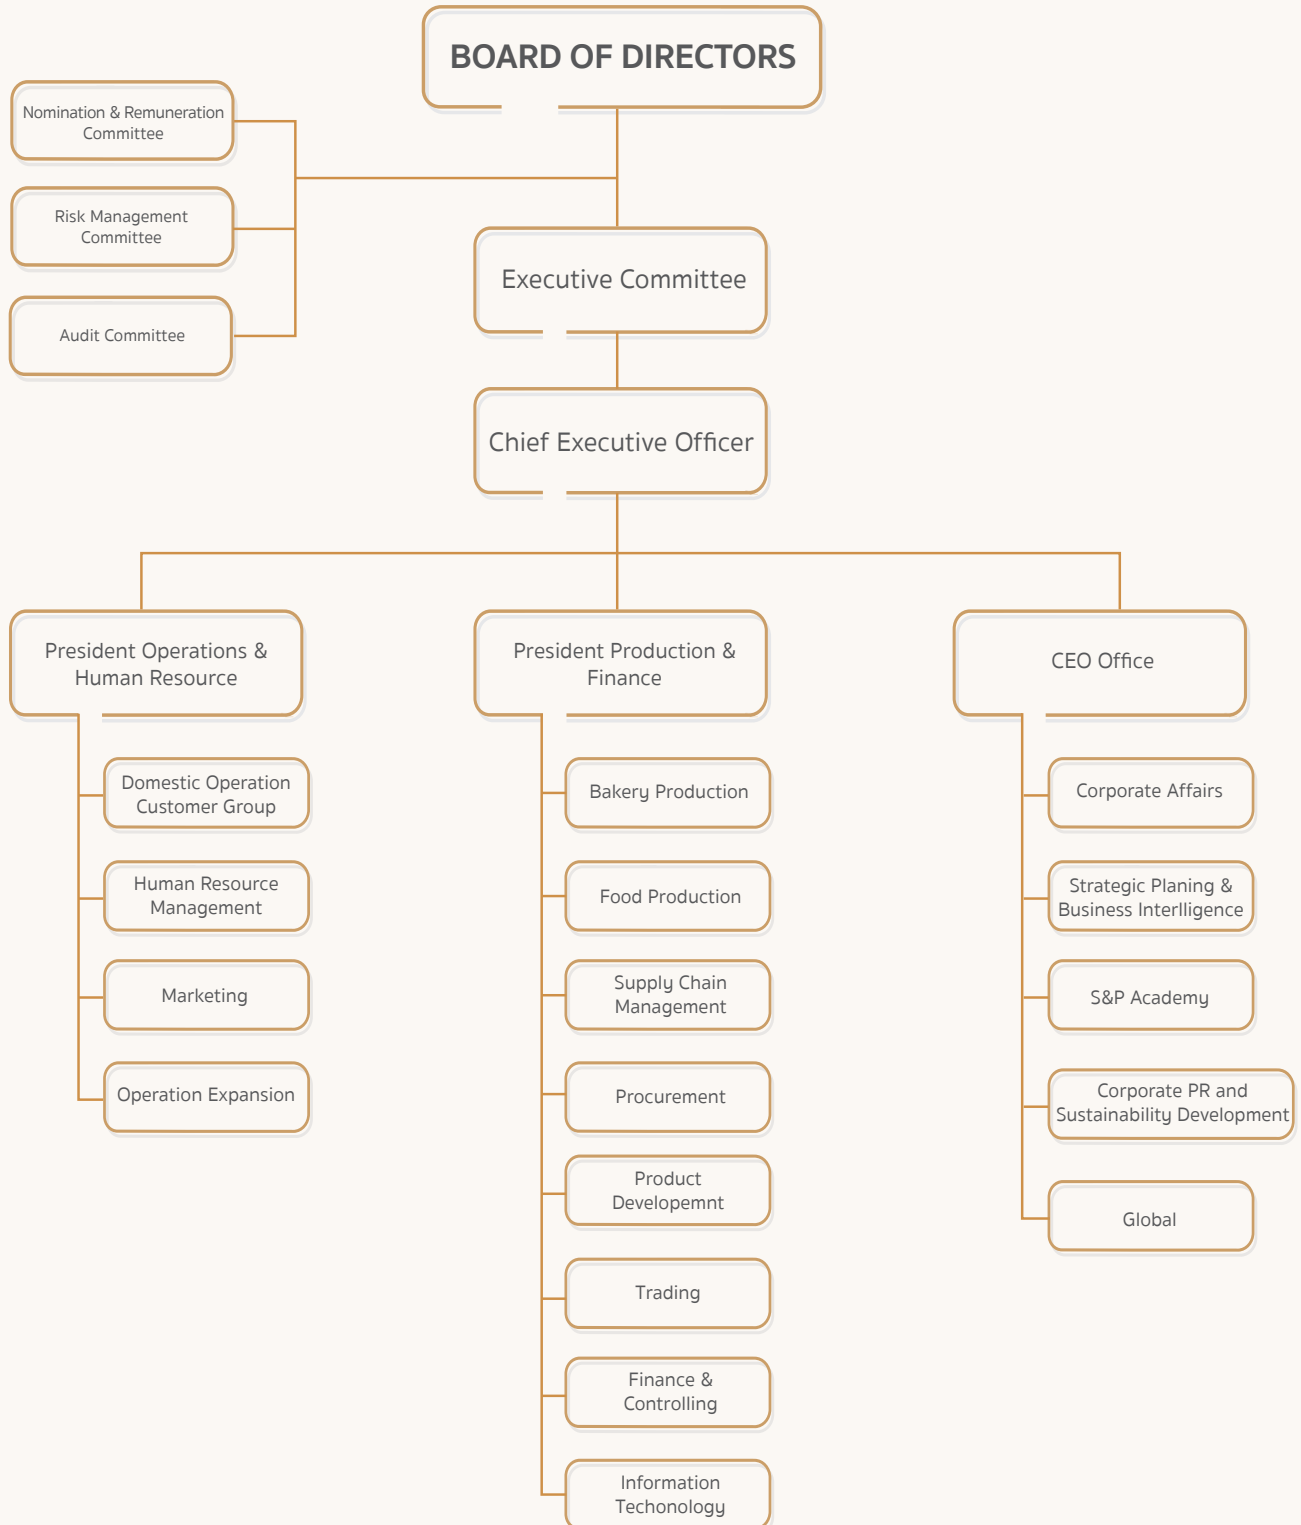 BOARD OF DIRECTORS
Nomination & Remuneration
Committee
Risk Management
Committee
Audit Committee
Executive Committee
Chief Executive Officer
President Operations &
Human Resource
Domestic Operation
Customer Group
Human Resource
Management
Marketing
Operation Expansion
President Production &
Finance
Bakery Production
Food Production
Supply Chain
Management
Procurement
Product
Developemnt
Trading
Finance &
Controlling
Information
Techonology
CEO Office
Corporate Affairs
Strategic Planing &
Business Interlligence
S&P Academy
Corporate PR and
Sustainability Development
Global